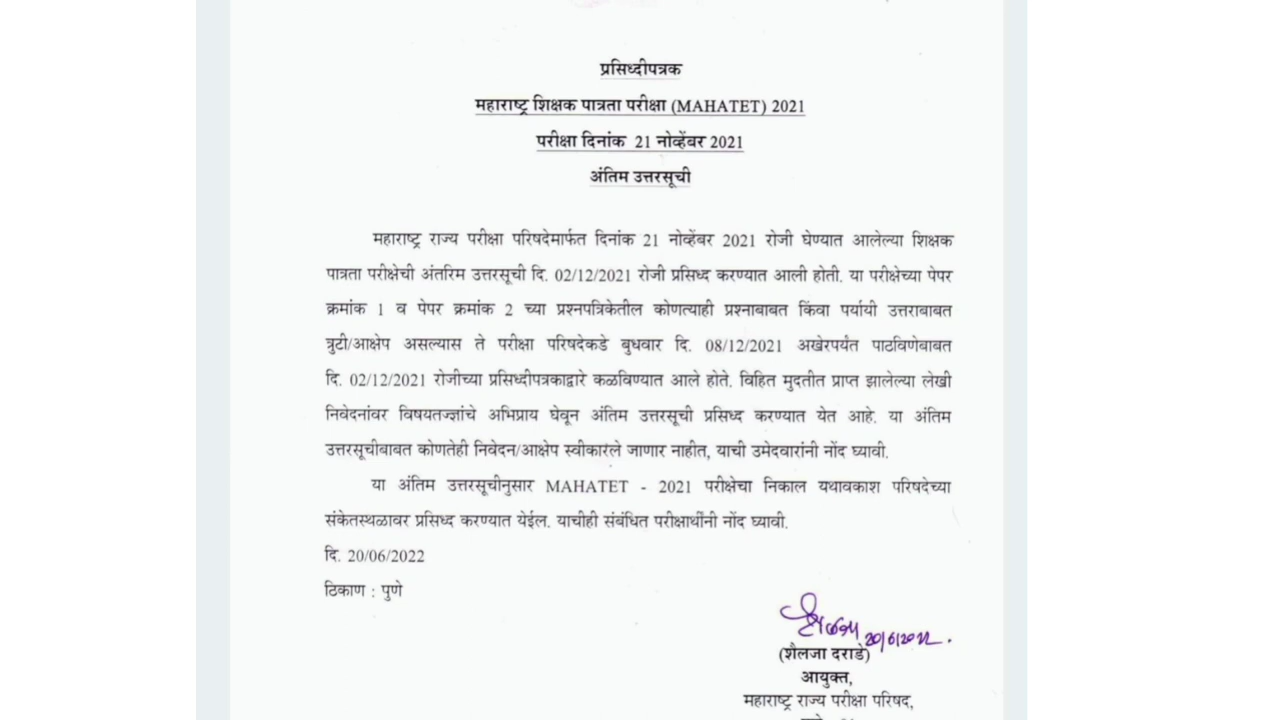 प्रसिध्दीपत्रक
महाराष्ट्र शिक्षक पात्रता परीक्षा (MAHATET) 2021
परीक्षा दिनांक 21 नोव्हेंबर 2021
अंतिम उत्तरसूची
महाराष्ट्र राज्य परीक्षा परिषदेमार्फत दिनांक 21 नोव्हेंबर 2021 रोजी घेण्यात आलेल्या शिक्षक
पात्रता परीक्षेची अंतरिम उत्तरसूची दि. 02/12/2021 रोजी प्रसिध्द करण्यात आली होती. या परीक्षेच्या पेपर
क्रमांक 1 व पेपर क्रमांक 2 च्या प्रश्नपत्रिकेतील कोणत्याही प्रश्नाबाबत किंवा पर्यायी उत्तराबाबत
त्रुटी/आक्षेप असल्यास ते परीक्षा परिषदेकडे बुधवार दि. 08/12/2021 अखेरपर्यंत पाठविणेबाबत
दि. 02/12/2021 रोजीच्या प्रसिध्दीपत्रकाद्वारे कळविण्यात आले होते. विहित मुदतीत प्राप्त झालेल्या लेखी
निवेदनांवर विषयतज्ज्ञांचे अभिप्राय घेवून अंतिम उत्तरसूची प्रसिध्द करण्यात येत आहे. या अंतिम
उत्तरसूचीबाबत कोणतेही निवेदन/आक्षेप स्वीकारले जाणार नाहीत, याची उमेदवारांनी नोंद घ्यावी.
या अंतिम उत्तरसूचीनुसार MAHATET - 2021 परीक्षेचा निकाल यथावकाश परिषदेच्या
संकेतस्थळावर प्रसिध्द करण्यात येईल. याचीही संबंधित परीक्षार्थींनी नोंद घ्यावी.
दि. 20/06/2022
ठिकाण : पुणे
20/6/2022.
(शैलजा दराडे)
आयुक्त,
महाराष्ट्र राज्य परीक्षा परिषद,